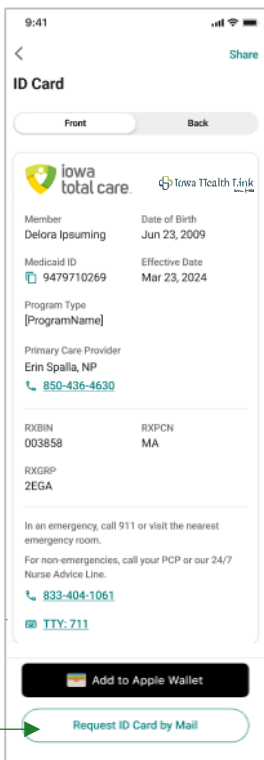 9:41
Share
ID Card
Front Back
iowa
total care
Iowa Health Link
Member Date of Birth
Delora Ipsuming Jun 23, 2009
Medicaid ID Effective Date
9479710269 Mar 23, 2024
Program Type
[ProgramName]
Primary Care Provider
Erin Spalla, NP
850-436-4630
RXBIN RXPCN
003858 MA
RXGRP
2EGA
In an emergency, call 911 or visit the nearest
emergency room.
For non-emergencies, call your PCP or our 24/7
Nurse Advice Line.
833-404-1061
TTY: 711
Add to Apple Wallet
Request ID Card by Mail